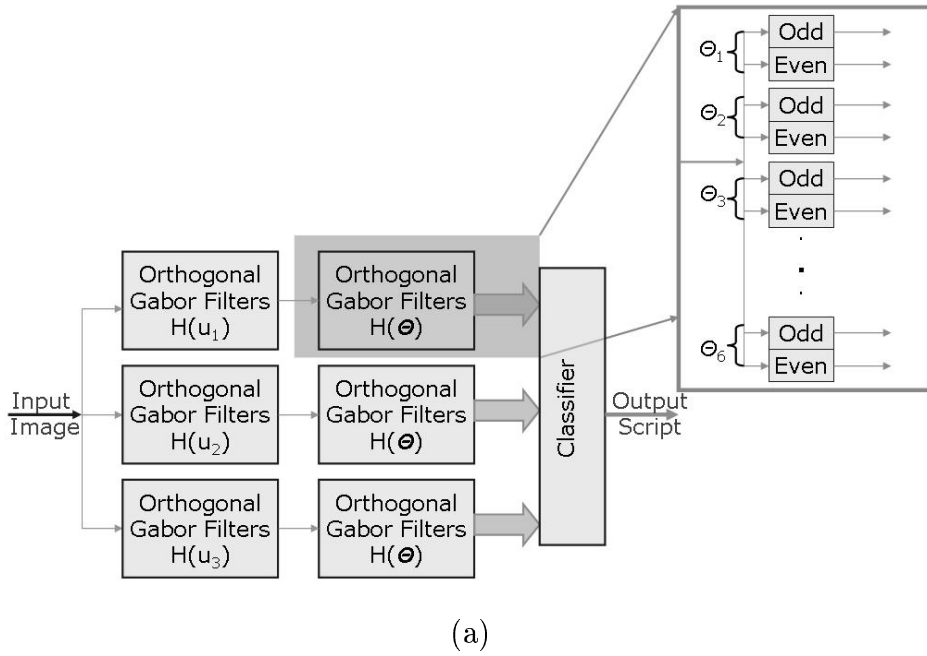 Θ₁
Odd
Even
Θ₂
Odd
Even
Θ₃
Odd
Even
Θ₆
Odd
Even
Orthogonal
Gabor Filters
H(u₁)
Orthogonal
Gabor Filters
H(Θ)
Input
Image
Orthogonal
Gabor Filters
H(u₂)
Orthogonal
Gabor Filters
H(Θ)
Orthogonal
Gabor Filters
H(u₃)
Orthogonal
Gabor Filters
H(Θ)
Classifier
Output
Script
(a)